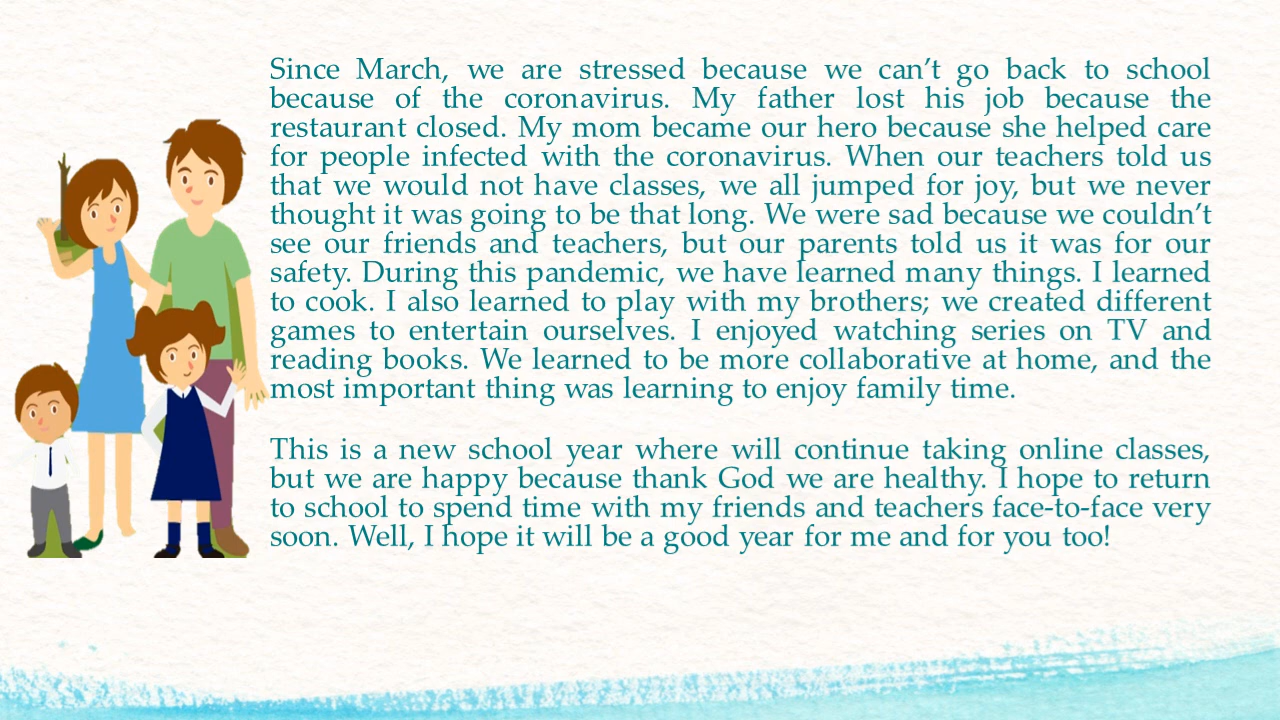 Since March, we are stressed because we can’t go back to school
because of the coronavirus. My father lost his job because the
restaurant closed. My mom became our hero because she helped care
for people infected with the coronavirus. When our teachers told us
that we would not have classes, we all jumped for joy, but we never
thought it was going to be that long. We were sad because we couldn’t
see our friends and teachers, but our parents told us it was for our
safety. During this pandemic, we have learned many things. I learned
to cook. I also learned to play with my brothers; we created different
games to entertain ourselves. I enjoyed watching series on TV and
reading books. We learned to be more collaborative at home, and the
most important thing was learning to enjoy family time.
This is a new school year where will continue taking online classes,
but we are happy because thank God we are healthy. I hope to return
to school to spend time with my friends and teachers face-to-face very
soon. Well, I hope it will be a good year for me and for you too!